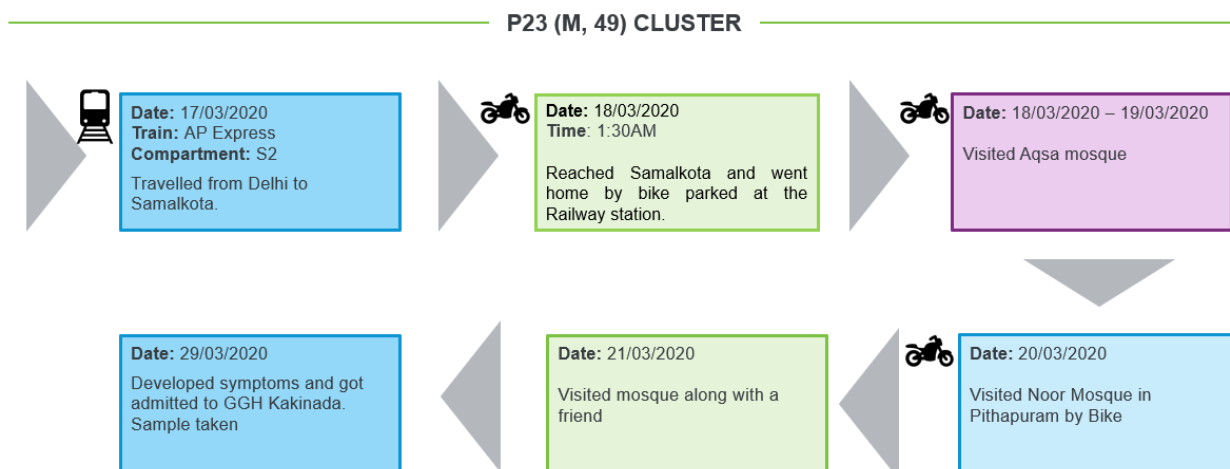 P23 (M, 49) CLUSTER
Date: 17/03/2020
Train: AP Express
Compartment: S2
Travelled from Delhi to
Samalkota.
Date: 18/03/2020
Time: 1:30AM
Reached Samalkota and went
home by bike parked at the
Railway station.
Date: 18/03/2020 – 19/03/2020
Visited Aqsa mosque
Date: 20/03/2020
Visited Noor Mosque in
Pithapuram by Bike
Date: 21/03/2020
Visited mosque along with a
friend
Date: 29/03/2020
Developed symptoms and got
admitted to GGH Kakinada.
Sample taken